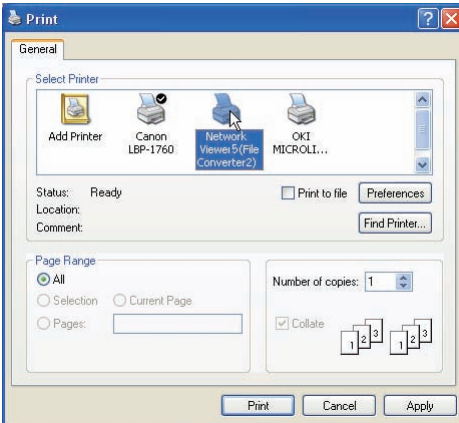 Print
General
Select Printer
Add Printer
Canon
LBP-1760
Network
Viewer5(File
Converter2)
OKI
MICROLI...
Status: Ready
Location:
Comment:
Print to file
Preferences
Find Printer...
Page Range
All
Selection
Current Page
Pages:
Number of copies: 1
Collate
1 2 3 1 2 3
Print
Cancel
Apply